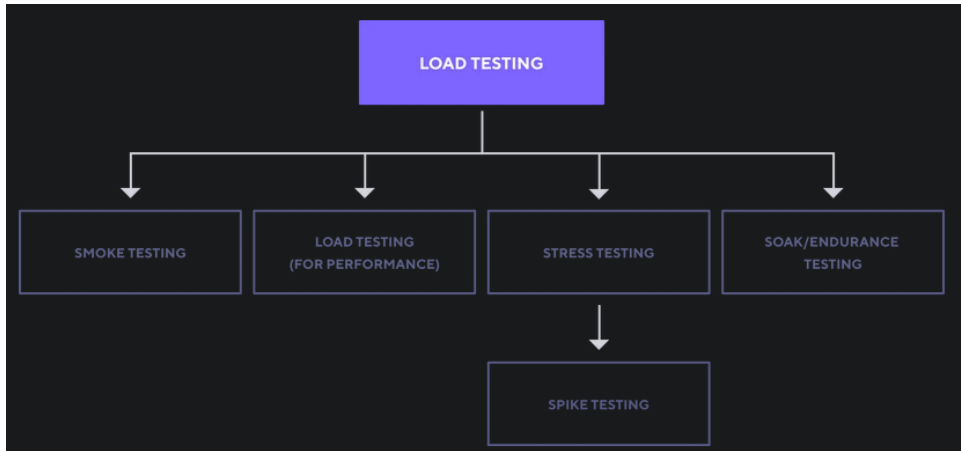 LOAD TESTING
SMOKE TESTING
LOAD TESTING
(FOR PERFORMANCE)
STRESS TESTING
SOAK/ENDURANCE
TESTING
SPIKE TESTING